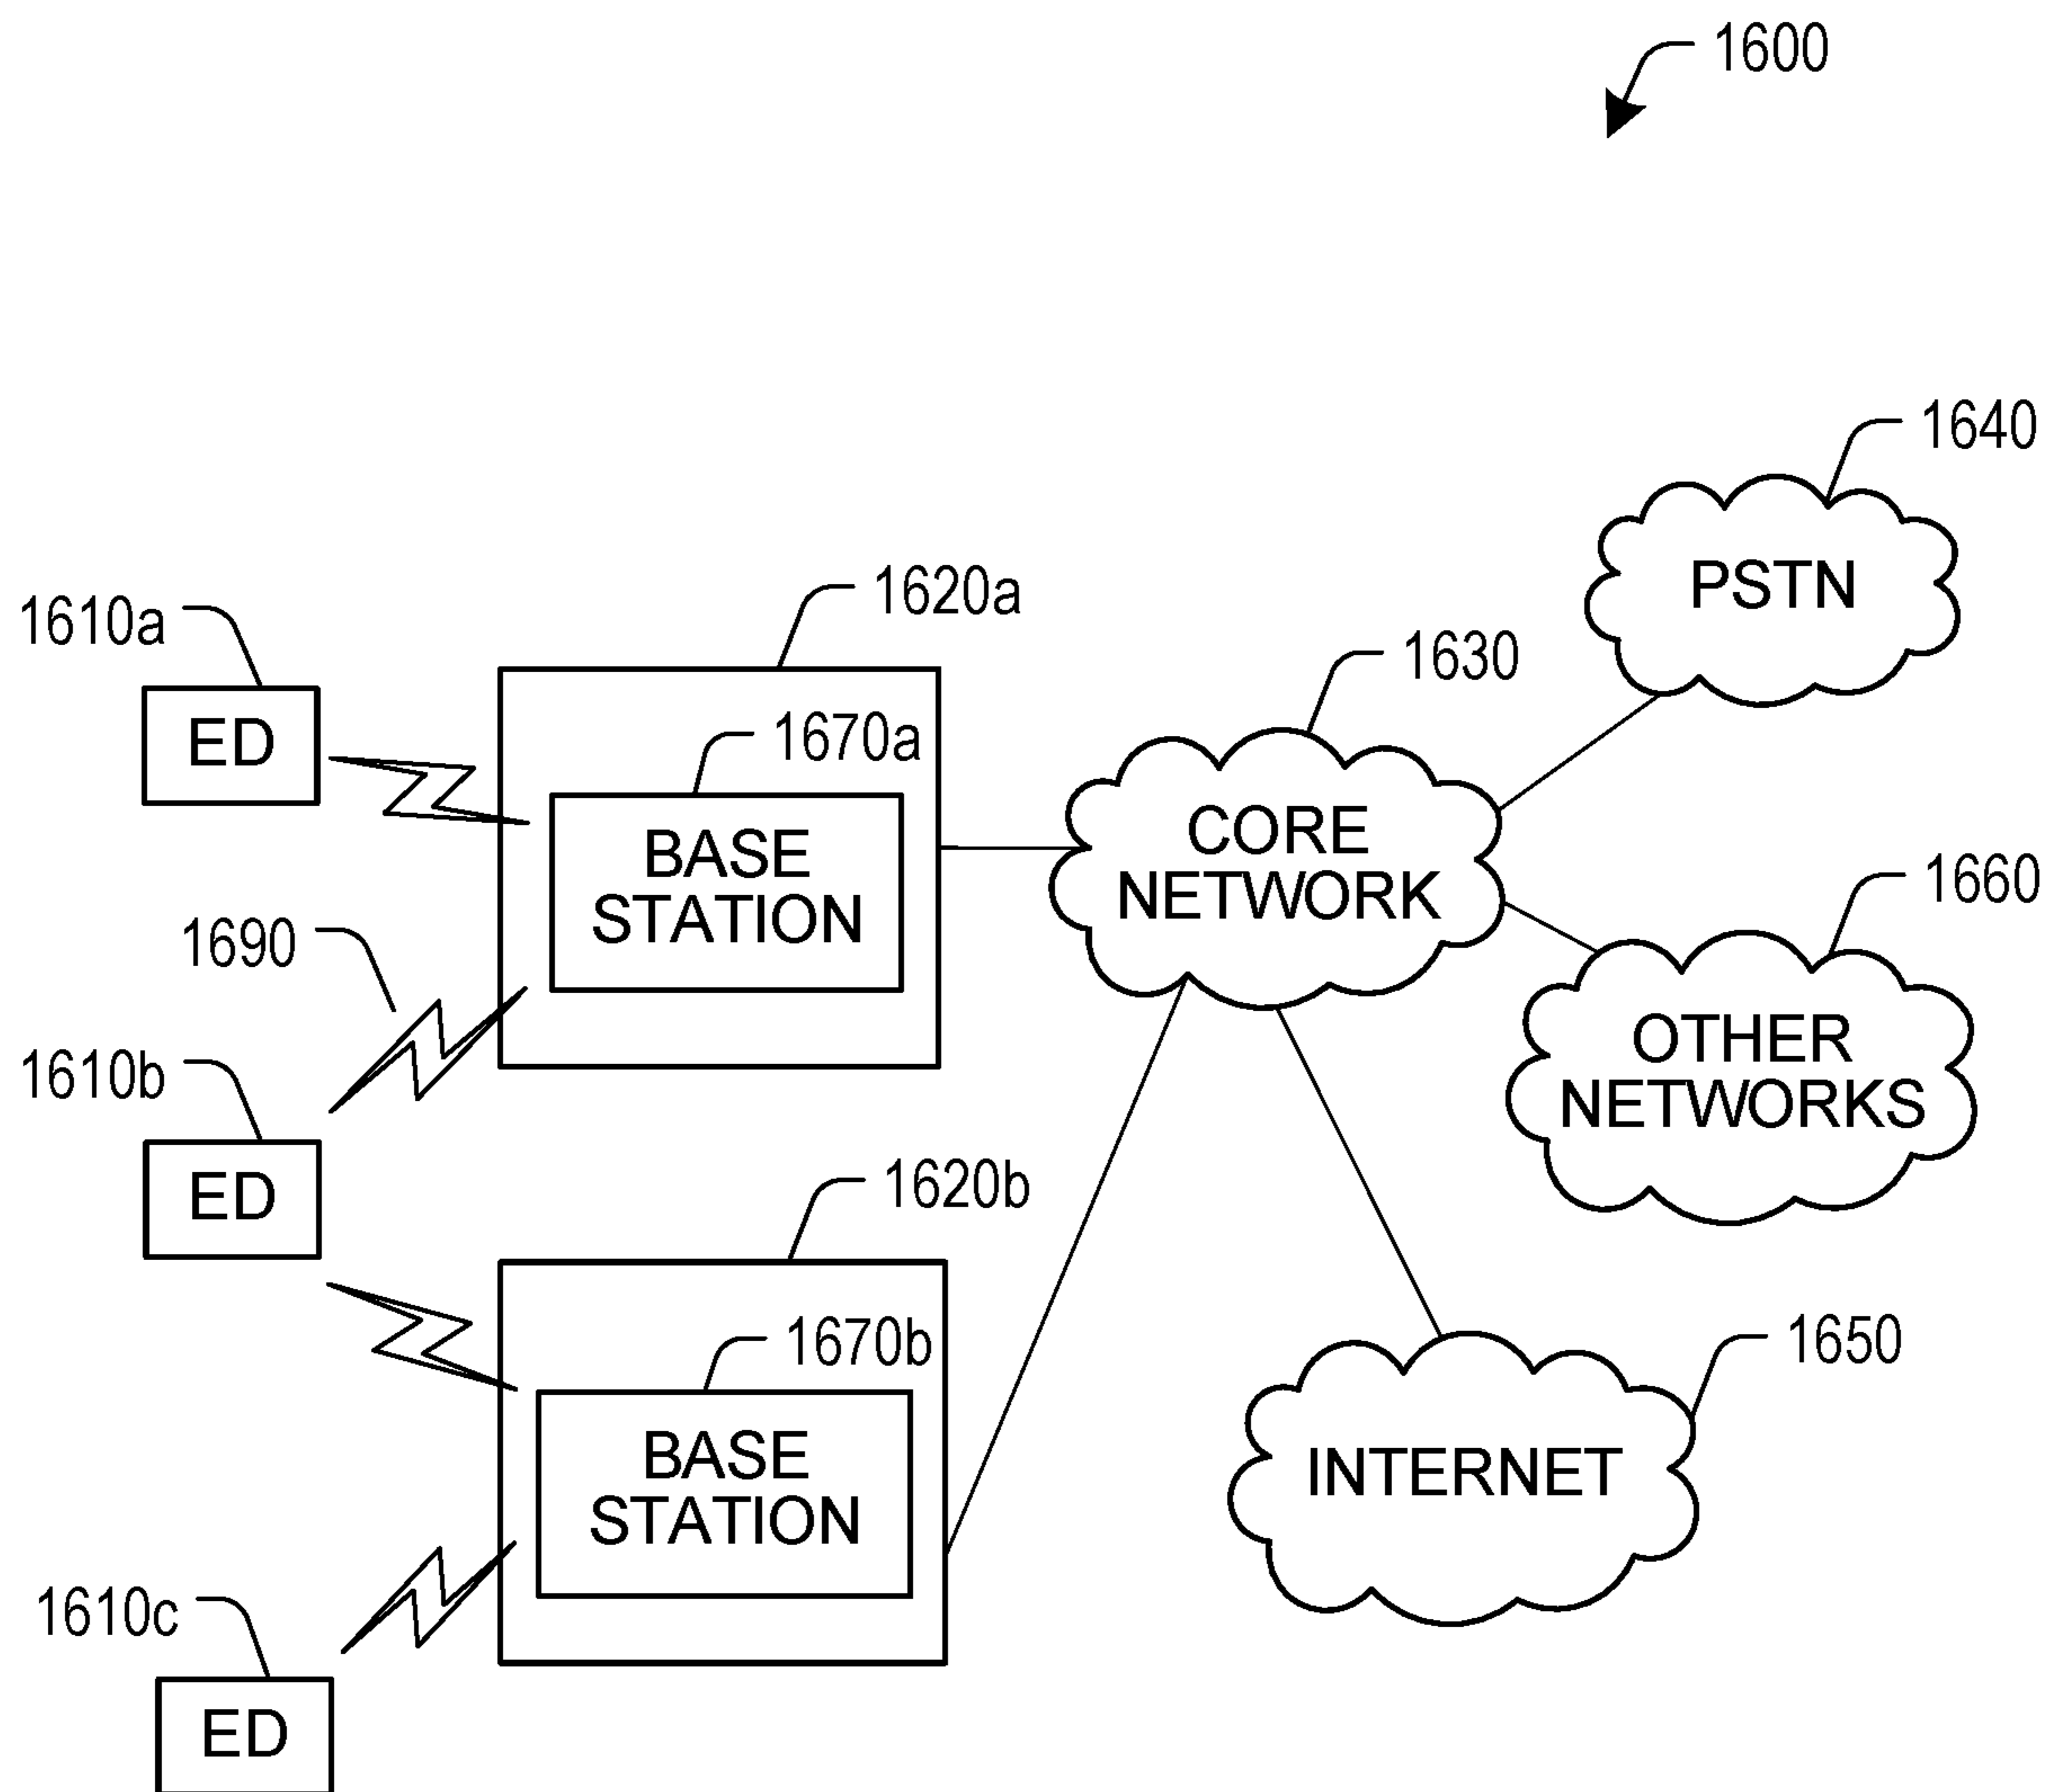 1600
1640
PSTN
1620a
1610a
1630
ED
1670a
CORE
NETWORK
BASE
STATION
1660
1690
OTHER
NETWORKS
1610b
ED
1620b
1650
1670b
BASE
STATION
INTERNET
1610c
ED